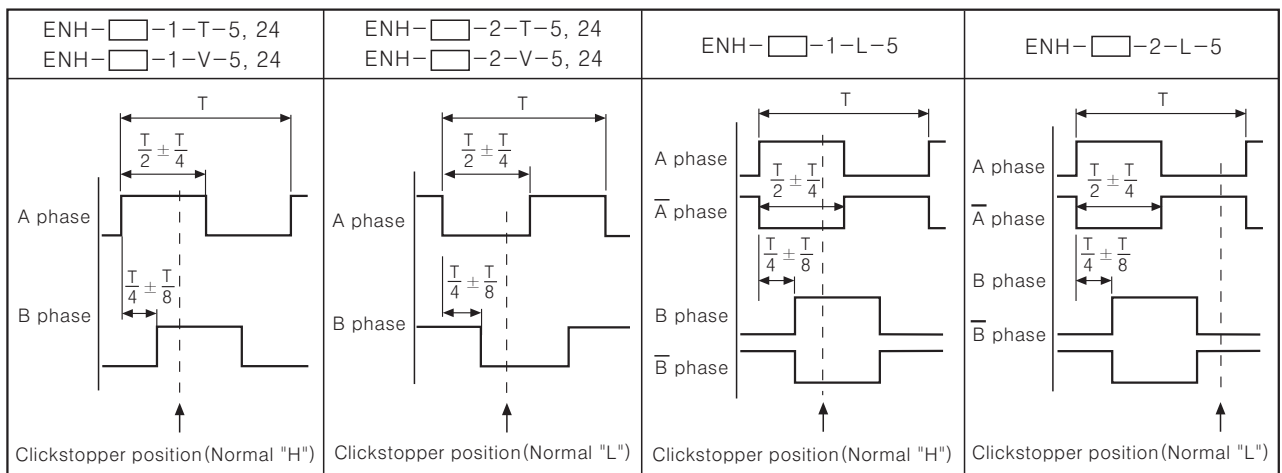 ENH-□-1-T-5, 24
ENH-□-1-V-5, 24
ENH-□-2-T-5, 24
ENH-□-2-V-5, 24
ENH-□-1-L-5
ENH-□-2-L-5
T
T/2 ± T/4
A phase
T/4 ± T/8
B phase
Clickstopper position(Normal "H")
T
T/2 ± T/4
A phase
T/4 ± T/8
B phase
Clickstopper position(Normal "L")
T
A phase
T/2 ± T/4
A̅ phase
T/4 ± T/8
B phase
B̅ phase
Clickstopper position(Normal "H")
T
A phase
T/2 ± T/4
A̅ phase
T/4 ± T/8
B phase
B̅ phase
Clickstopper position(Normal "L")